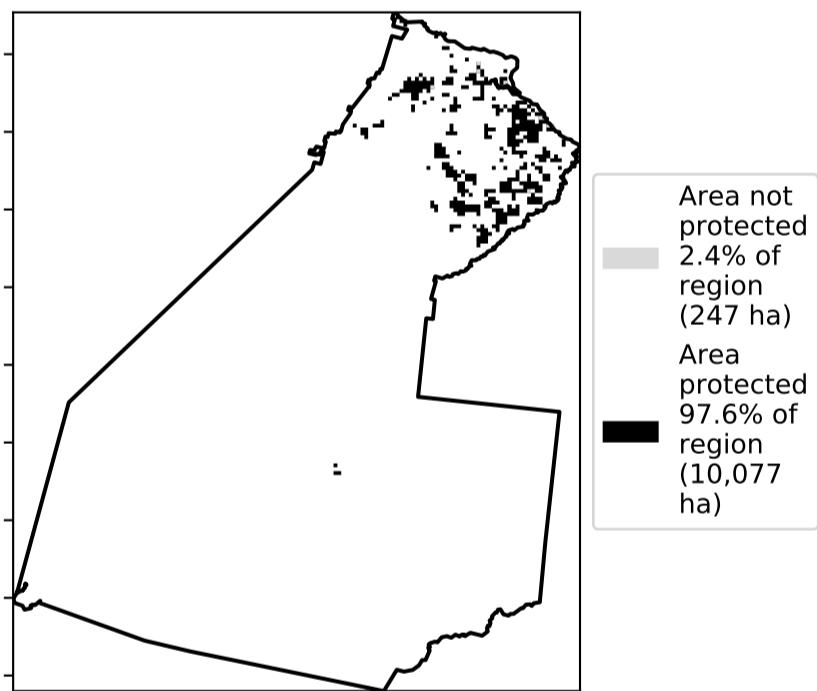 Area not
protected
2.4% of
region
(247 ha)
Area
protected
97.6% of
region
(10,077
ha)